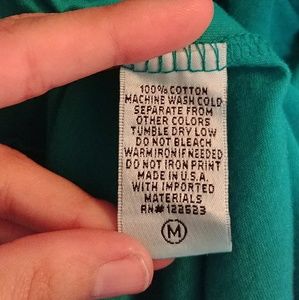 100% COTTON
MACHINE WASH COLD
SEPARATE FROM
OTHER COLORS
TUMBLE DRY LOW
DO NOT BLEACH
WARM IRON IF NEEDED
DO NOT IRON PRINT
MADE IN U.S.A.
WITH IMPORTED
MATERIALS
RN# 122523
M